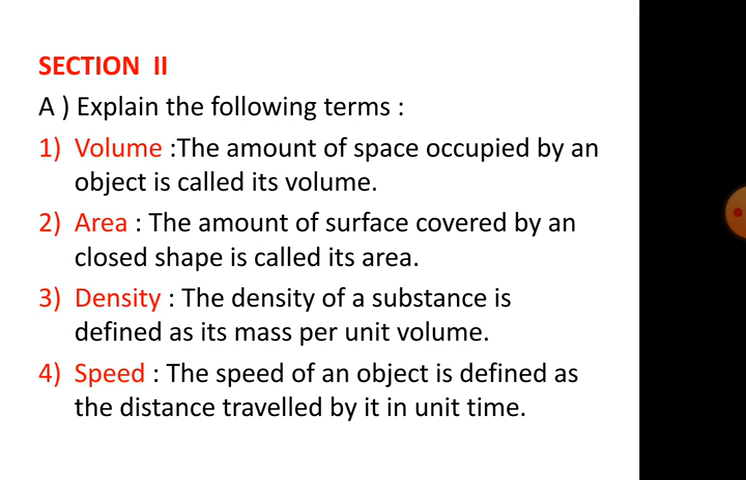 SECTION II
A ) Explain the following terms :
1) Volume :The amount of space occupied by an
object is called its volume.
2) Area : The amount of surface covered by an
closed shape is called its area.
3) Density : The density of a substance is
defined as its mass per unit volume.
4) Speed : The speed of an object is defined as
the distance travelled by it in unit time.